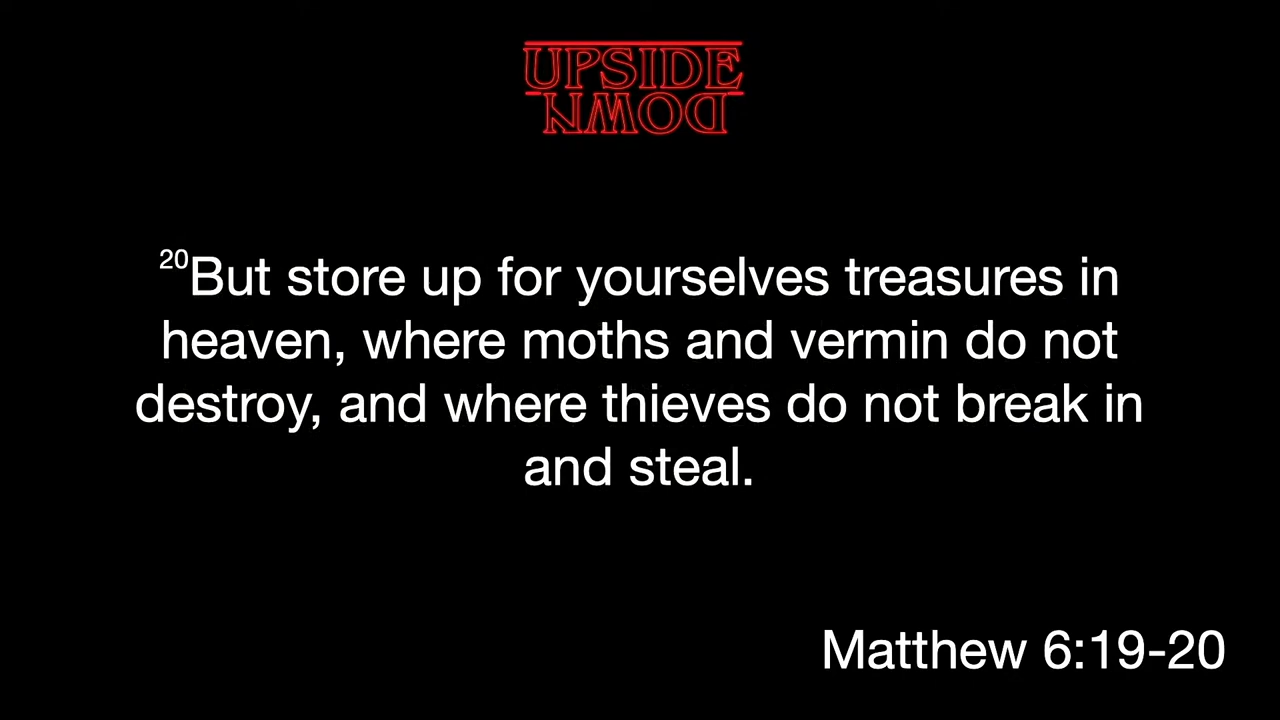 UPSIDE
DOWN
20But store up for yourselves treasures in
heaven, where moths and vermin do not
destroy, and where thieves do not break in
and steal.
Matthew 6:19-20